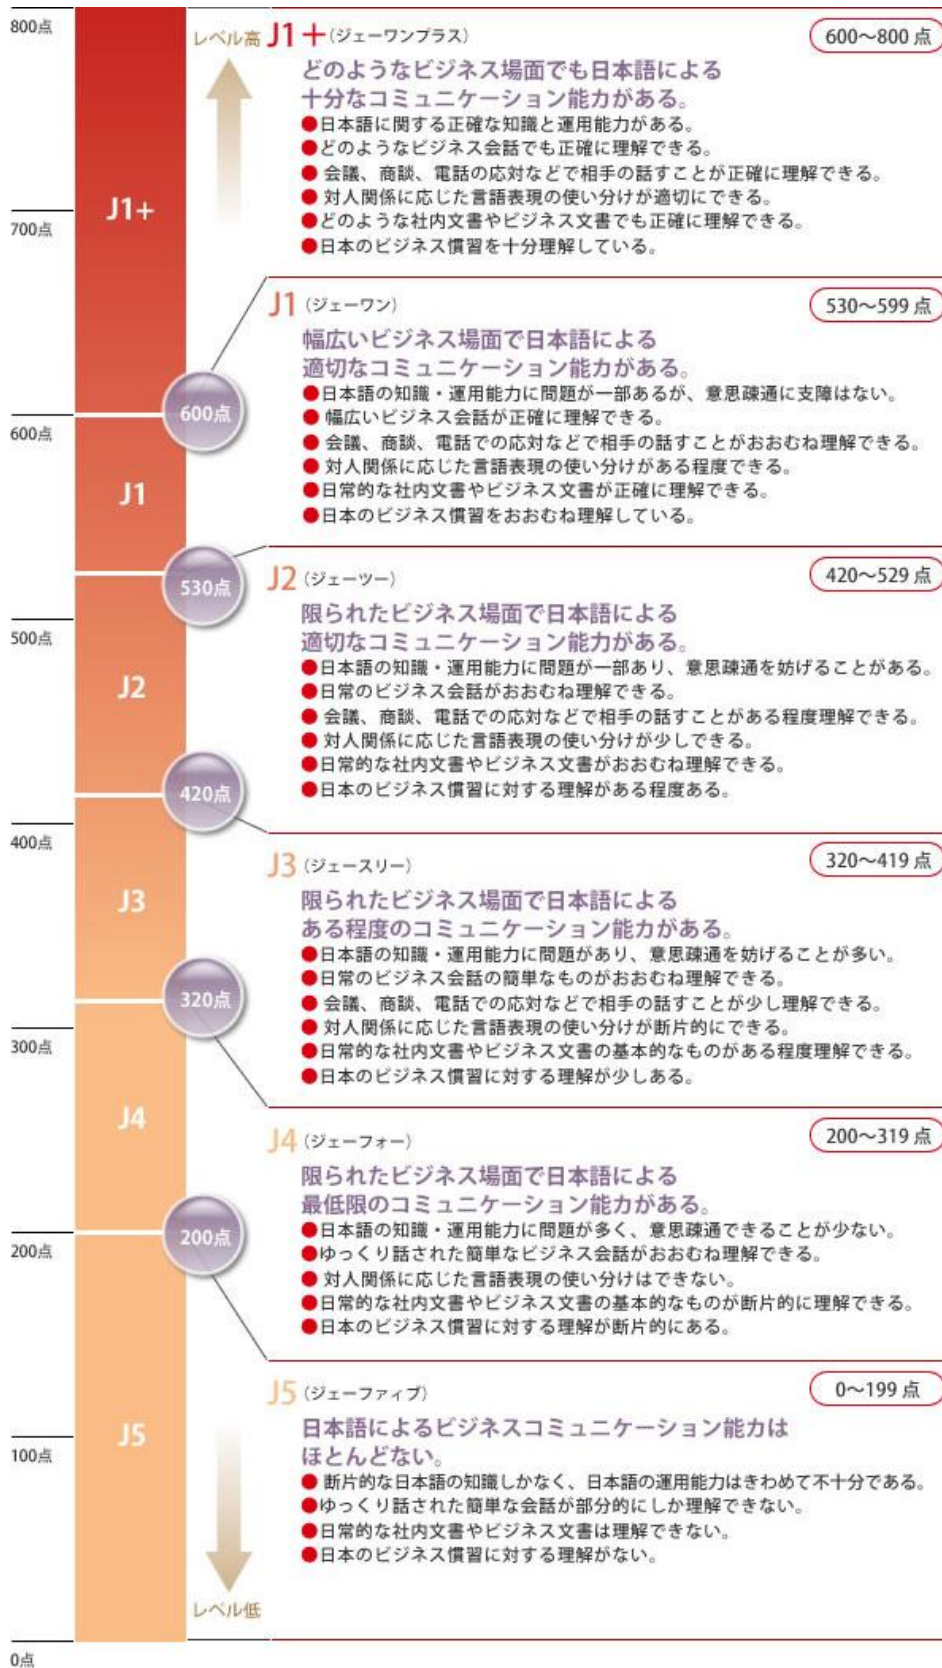 800点
700点
600点
500点
400点
300点
200点
100点
0点
J1+
J1
J2
J3
J4
J5
600点
530点
420点
320点
200点
レベル高
レベル低
J1+(ジェーワンプラス)
600〜800 点
どのようなビジネス場面でも日本語による
十分なコミュニケーション能力がある。
●日本語に関する正確な知識と運用能力がある。
●どのようなビジネス会話でも正確に理解できる。
●会議、商談、電話の応対などで相手の話すことが正確に理解できる。
●対人関係に応じた言語表現の使い分けが適切にできる。
●どのような社内文書やビジネス文書でも正確に理解できる。
●日本のビジネス慣習を十分理解している。
J1(ジェーワン)
530〜599 点
幅広いビジネス場面で日本語による
適切なコミュニケーション能力がある。
●日本語の知識・運用能力に問題が一部あるが、意思疎通に支障はない。
●幅広いビジネス会話が正確に理解できる。
●会議、商談、電話での応対などで相手の話すことがおおむね理解できる。
●対人関係に応じた言語表現の使い分けがある程度できる。
●日常的な社内文書やビジネス文書が正確に理解できる。
●日本のビジネス慣習をおおむね理解している。
J2(ジェーツー)
420〜529 点
限られたビジネス場面で日本語による
適切なコミュニケーション能力がある。
●日本語の知識・運用能力に問題が一部あり、意思疎通を妨げることがある。
●日常のビジネス会話がおおむね理解できる。
●会議、商談、電話での応対などで相手の話すことがある程度理解できる。
●対人関係に応じた言語表現の使い分けが少しできる。
●日常的な社内文書やビジネス文書がおおむね理解できる。
●日本のビジネス慣習に対する理解がある程度ある。
J3(ジェースリー)
320〜419 点
限られたビジネス場面で日本語による
ある程度のコミュニケーション能力がある。
●日本語の知識・運用能力に問題があり、意思疎通を妨げることが多い。
●日常のビジネス会話の簡単なものがおおむね理解できる。
●会議、商談、電話での応対などで相手の話すことが少し理解できる。
●対人関係に応じた言語表現の使い分けが断片的にできる。
●日常的な社内文書やビジネス文書の基本的なものがある程度理解できる。
●日本のビジネス慣習に対する理解が少しある。
J4(ジェーフォー)
200〜319 点
限られたビジネス場面で日本語による
最低限のコミュニケーション能力がある。
●日本語の知識・運用能力に問題が多く、意思疎通できることが少ない。
●ゆっくり話された簡単なビジネス会話がおおむね理解できる。
●対人関係に応じた言語表現の使い分けはできない。
●日常的な社内文書やビジネス文書の基本的なものが断片的に理解できる。
●日本のビジネス慣習に対する理解が断片的にある。
J5(ジェーファイブ)
0〜199 点
日本語によるビジネスコミュニケーション能力は
ほとんどない。
●断片的な日本語の知識しかなく、日本語の運用能力はきわめて不十分である。
●ゆっくり話された簡単な会話が部分的にしか理解できない。
●日常的な社内文書やビジネス文書は理解できない。
●日本のビジネス慣習に対する理解がない。